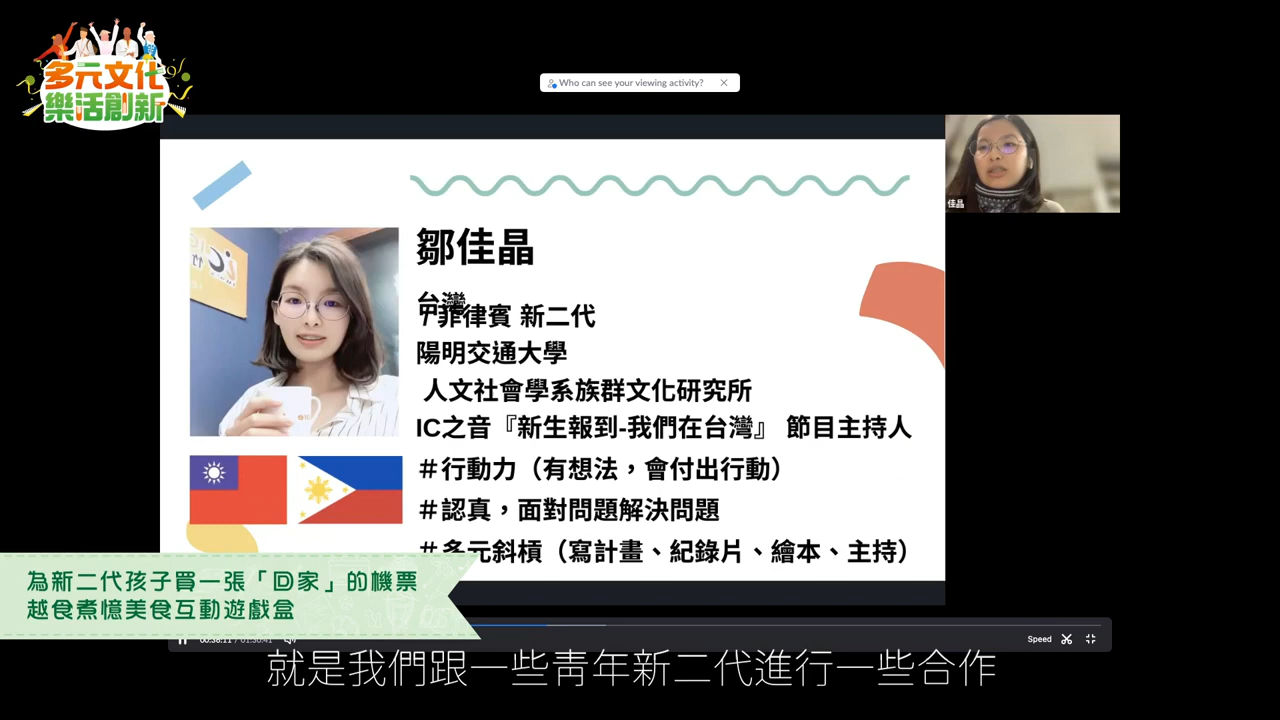 多元文化
樂活創新
Who can see your viewing activity?
佳晶
鄒佳晶
台灣
/菲律賓 新二代
陽明交通大學
人文社會學系族群文化研究所
IC之音『新生報到-我們在台灣』 節目主持人
＃行動力（有想法，會付出行動）
＃認真，面對問題解決問題
＃多元斜槓（寫計畫、紀錄片、繪本、主持）
為新二代孩子買一張「回家」的機票
越食煮憶美食互動遊戲盒
00:38:11 / 01:30:41
Speed
就是我們跟一些青年新二代進行一些合作